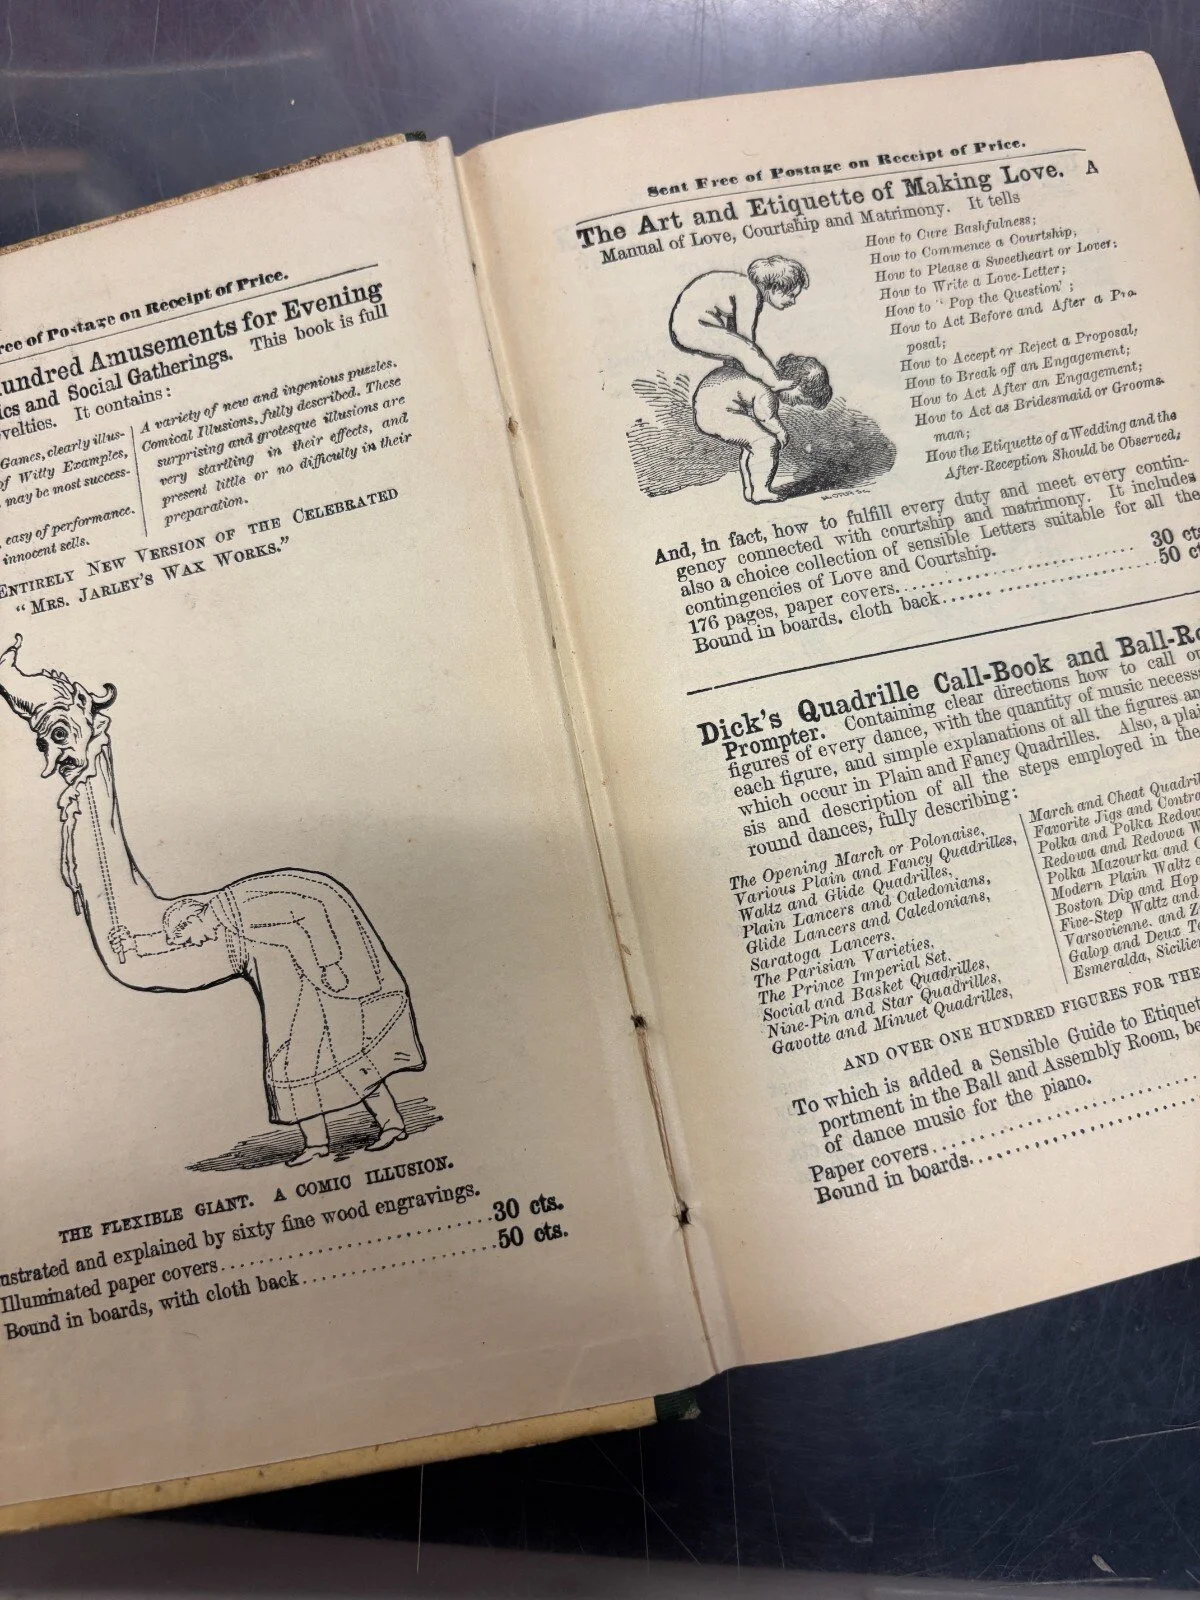 ree of Postage on Receipt of Price.
undred Amusements for Evening
ics and Social Gatherings. This book is full
velties. It contains:
Games, clearly illus-
of Witty Examples,
may be most success-
easy of performance.
innocent sells.
A variety of new and ingenious puzzles.
Comical Illusions, fully described. These
surprising and grotesque illusions are
very startling in their effects, and
present little or no difficulty in their
preparation.
ENTIRELY NEW VERSION OF THE CELEBRATED
"MRS. JARLEY'S WAX WORKS."
THE FLEXIBLE GIANT. A COMIC ILLUSION.
ustrated and explained by sixty fine wood engravings.
Illuminated paper covers........................30 cts.
Bound in boards, with cloth back....................50 cts.
Sent Free of Postage on Receipt of Price.
The Art and Etiquette of Making Love. A
Manual of Love, Courtship and Matrimony. It tells
How to Cure Bashfulness;
How to Commence a Courtship;
How to Please a Sweetheart or Lover;
How to Write a Love-Letter;
How to "Pop the Question";
How to Act Before and After a Pro-
posal;
How to Accept or Reject a Proposal;
How to Break off an Engagement;
How to Act After an Engagement;
How to Act as Bridesmaid or Grooms-
man;
How the Etiquette of a Wedding and the
After-Reception Should be Observed;
And, in fact, how to fulfill every duty and meet every contin-
gency connected with courtship and matrimony. It includes
also a choice collection of sensible Letters suitable for all the
contingencies of Love and Courtship.
176 pages, paper covers........................30 cts
50 ct
Bound in boards, cloth back......
Dick's Quadrille Call-Book and Ball-Ro
Prompter. Containing clear directions how to call ou
figures of every dance, with the quantity of music necess
each figure, and simple explanations of all the figures an
which occur in Plain and Fancy Quadrilles. Also, a plai
sis and description of all the steps employed in the
round dances, fully describing:
The Opening March or Polonaise,
Various Plain and Fancy Quadrilles,
Waltz and Glide Quadrilles,
Plain Lancers and Caledonians,
Glide Lancers and Caledonians,
Saratoga Lancers,
The Parisian Varieties,
The Prince Imperial Set,
Social and Basket Quadrilles,
Nine-Pin and Star Quadrilles,
Gavotte and Minuet Quadrilles,
March and Cheat Quadril
Favorite Jigs and Contra
Polka and Polka Redow
Redowa and Redowa W
Polka Mazourka and
Modern Plain Waltz
Boston Dip and Hop
Five-Step Waltz and
Varsovienne, and Z
Galop and Deux Te
Esmeralda, Sicilien
AND OVER ONE HUNDRED FIGURES FOR THE
To which is added a Sensible Guide to Etiquet
portment in the Ball and Assembly Room, be
of dance music for the piano.
Paper covers........................
Bound in boards........................